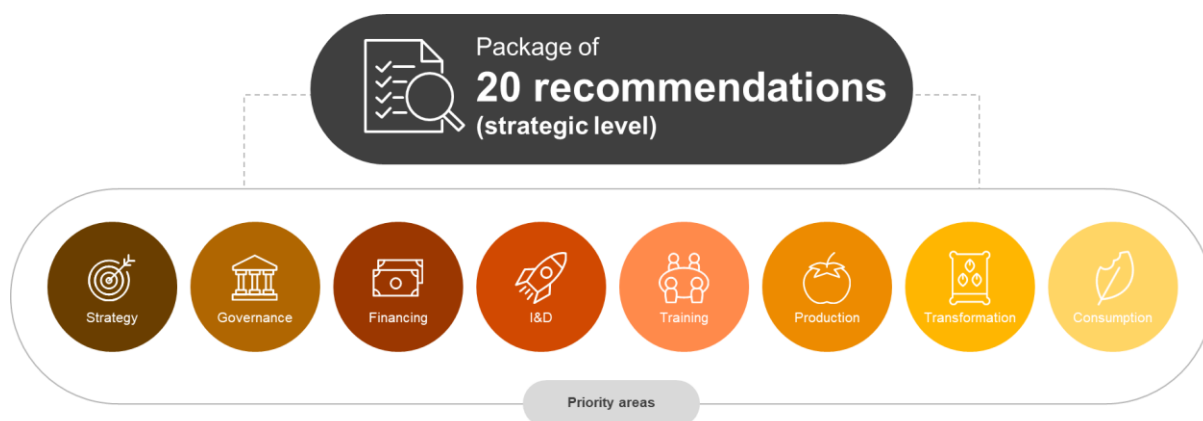 Package of
20 recommendations
(strategic level)
Strategy
Governance
Financing
I&D
Training
Production
Transformation
Consumption
Priority areas